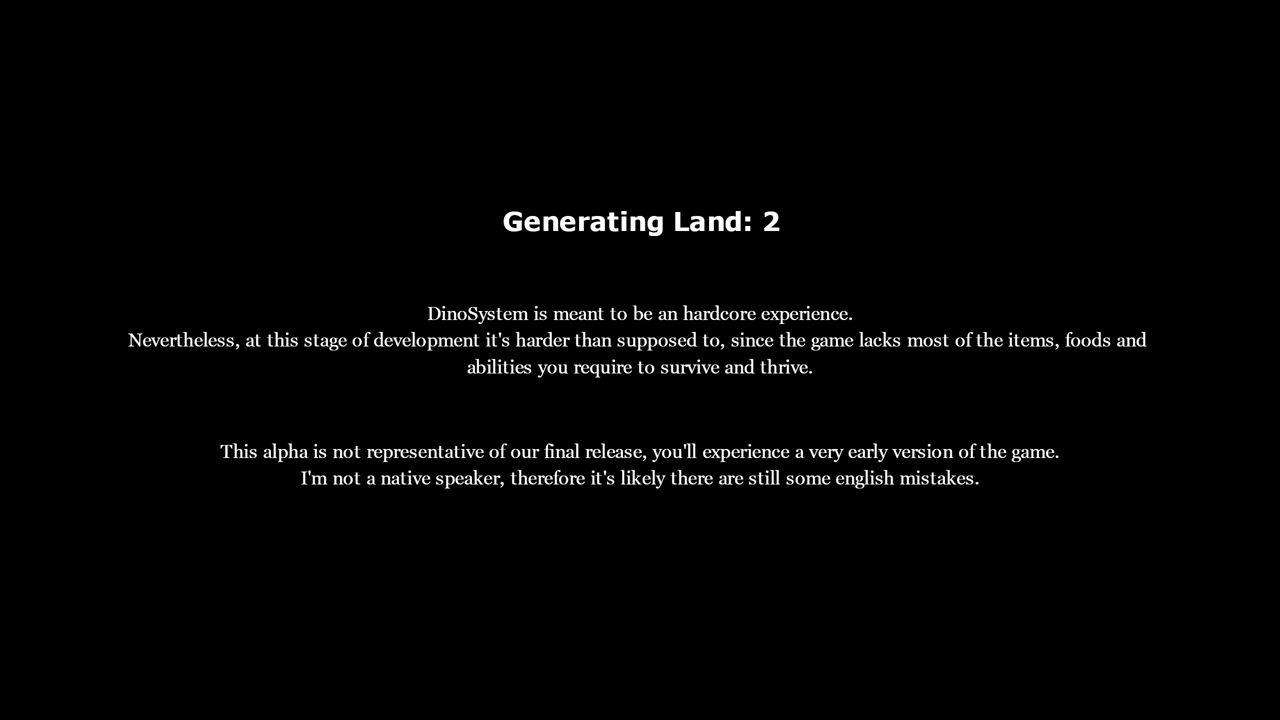 Generating Land: 2
DinoSystem is meant to be an hardcore experience.
Nevertheless, at this stage of development it's harder than supposed to, since the game lacks most of the items, foods and
abilities you require to survive and thrive.
This alpha is not representative of our final release, you'll experience a very early version of the game.
I'm not a native speaker, therefore it's likely there are still some english mistakes.